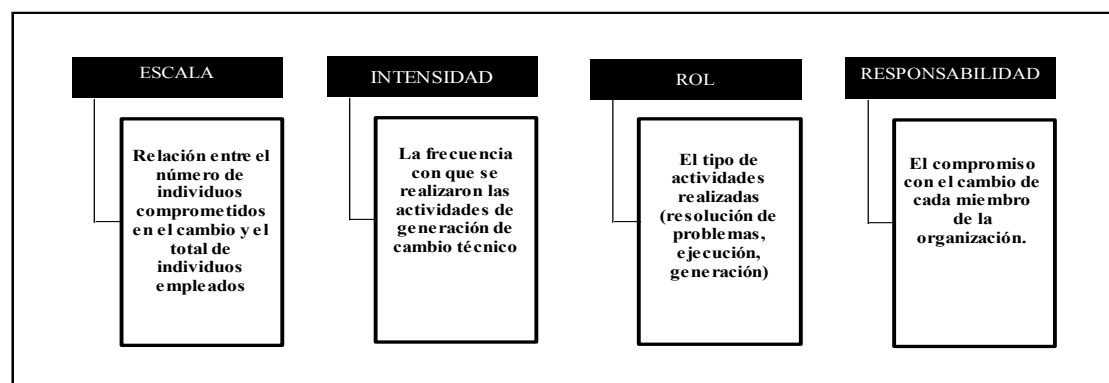 ESCALA
Relación entre el
número de
individuos
comprometidos
en el cambio y el
total de
individuos
empleados
INTENSIDAD
La frecuencia
con que se
realizaron las
actividades de
generación de
cambio técnico
ROL
El tipo de
actividades
realizadas
(resolución de
problemas,
ejecución,
generación)
RESPONSABILIDAD
El compromiso
con el cambio de
cada miembro
de la
organización.